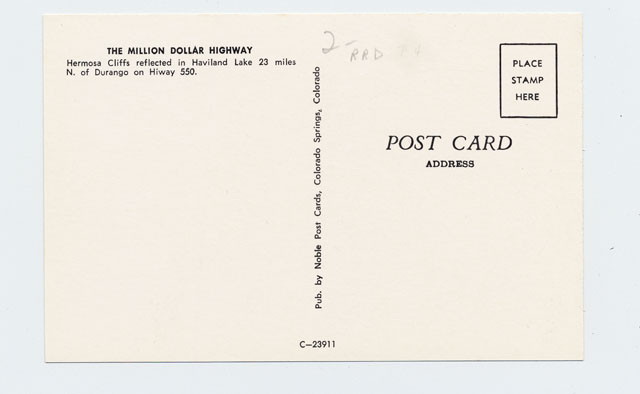 THE MILLION DOLLAR HIGHWAY
Hermosa Cliffs reflected in Haviland Lake 23 miles
N. of Durango on Hiway 550.
2-
RRD
Pub. by Noble Post Cards, Colorado Springs, Colorado
PLACE
STAMP
HERE
POST CARD
ADDRESS
C-23911